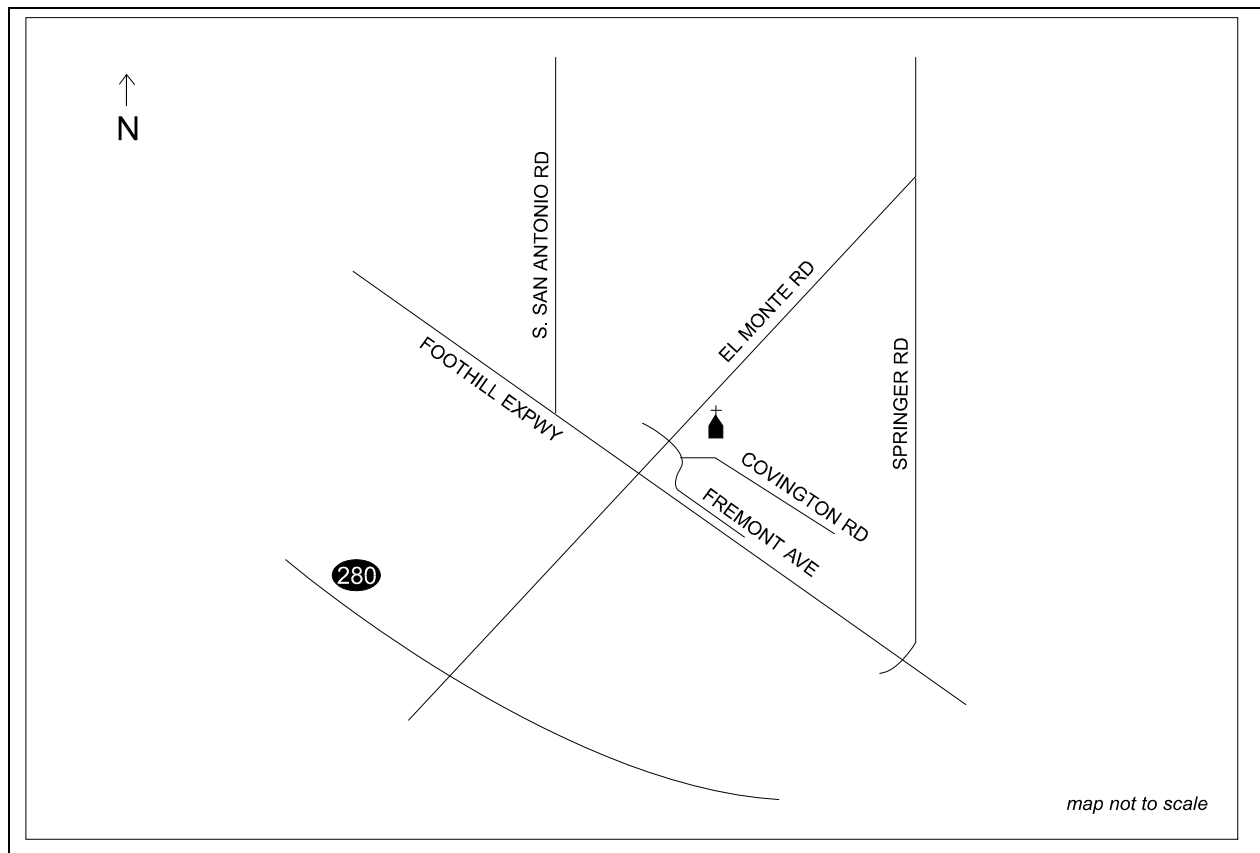 N
S. SAN ANTONIO RD
EL MONTE RD
FOOTHILL EXPWY
SPRINGER RD
COVINGTON RD
FREMONT AVE
280
map not to scale